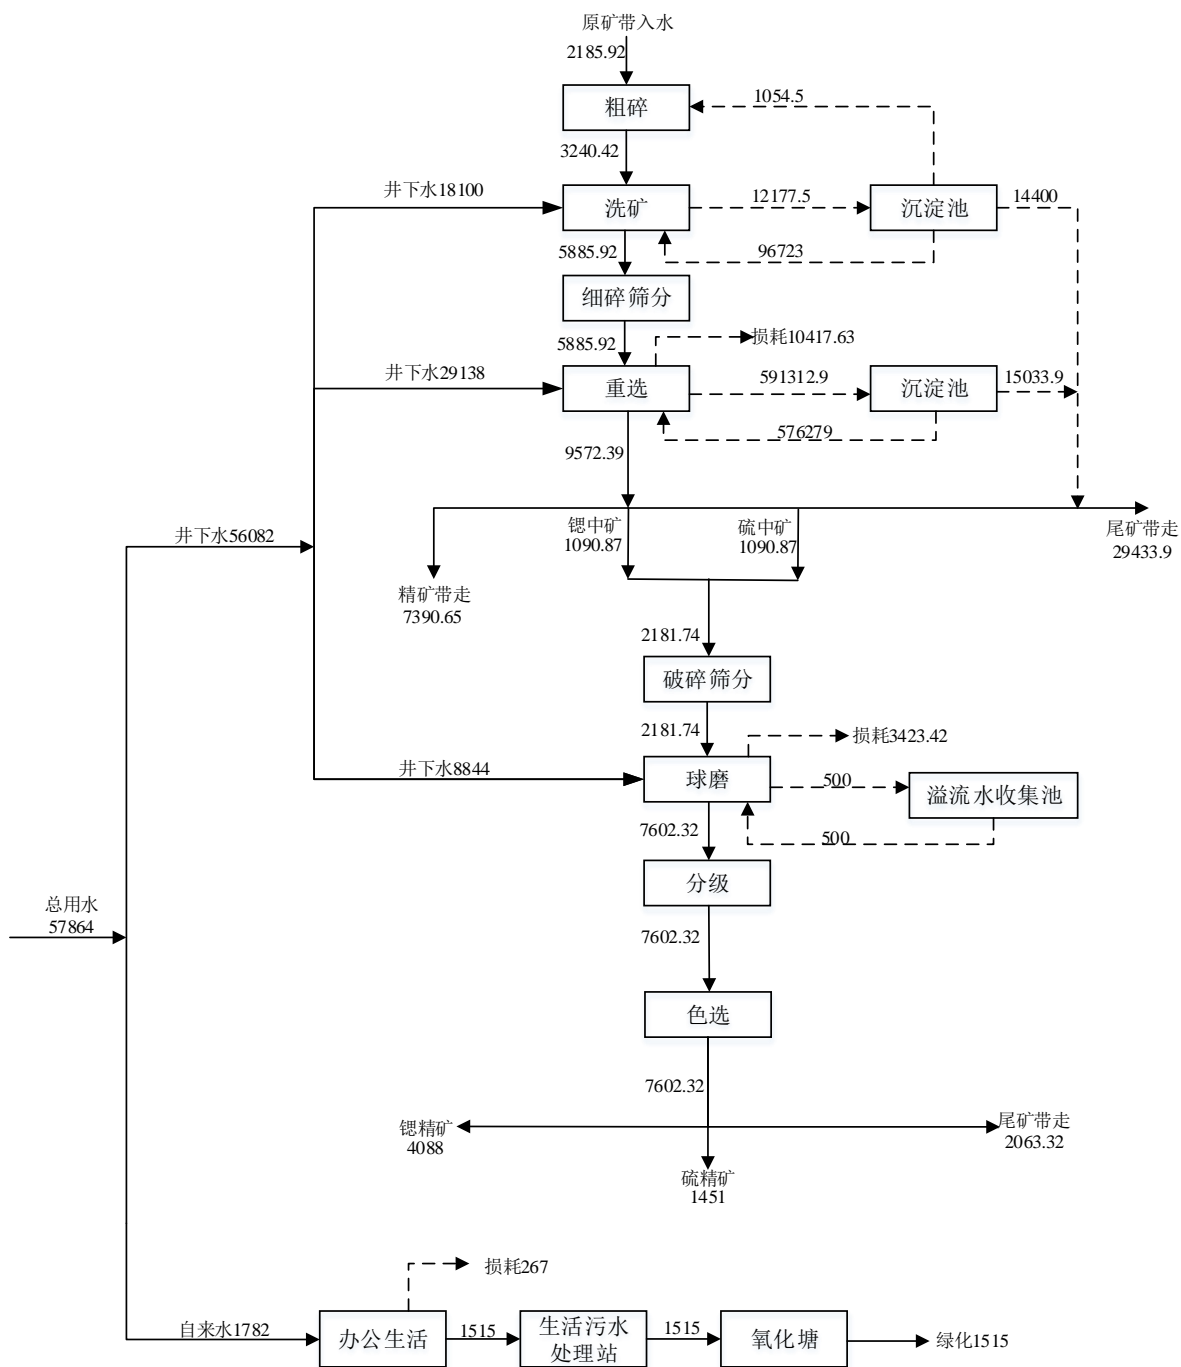 原矿带入水
2185.92
粗碎
1054.5
3240.42
井下水18100
洗矿
12177.5
沉淀池
14400
5885.92
96723
细碎筛分
5885.92
损耗10417.63
井下水29138
重选
591312.9
沉淀池
15033.9
576279
9572.39
井下水56082
锶中矿
1090.87
硫中矿
1090.87
尾矿带走
29433.9
精矿带走
7390.65
2181.74
破碎筛分
2181.74
损耗3423.42
井下水8844
球磨
500
溢流水收集池
7602.32
500
分级
总用水
57864
7602.32
色选
7602.32
锶精矿
4088
尾矿带走
2063.32
硫精矿
1451
损耗267
自来水1782
办公生活
1515
生活污水
处理站
1515
氧化塘
绿化1515